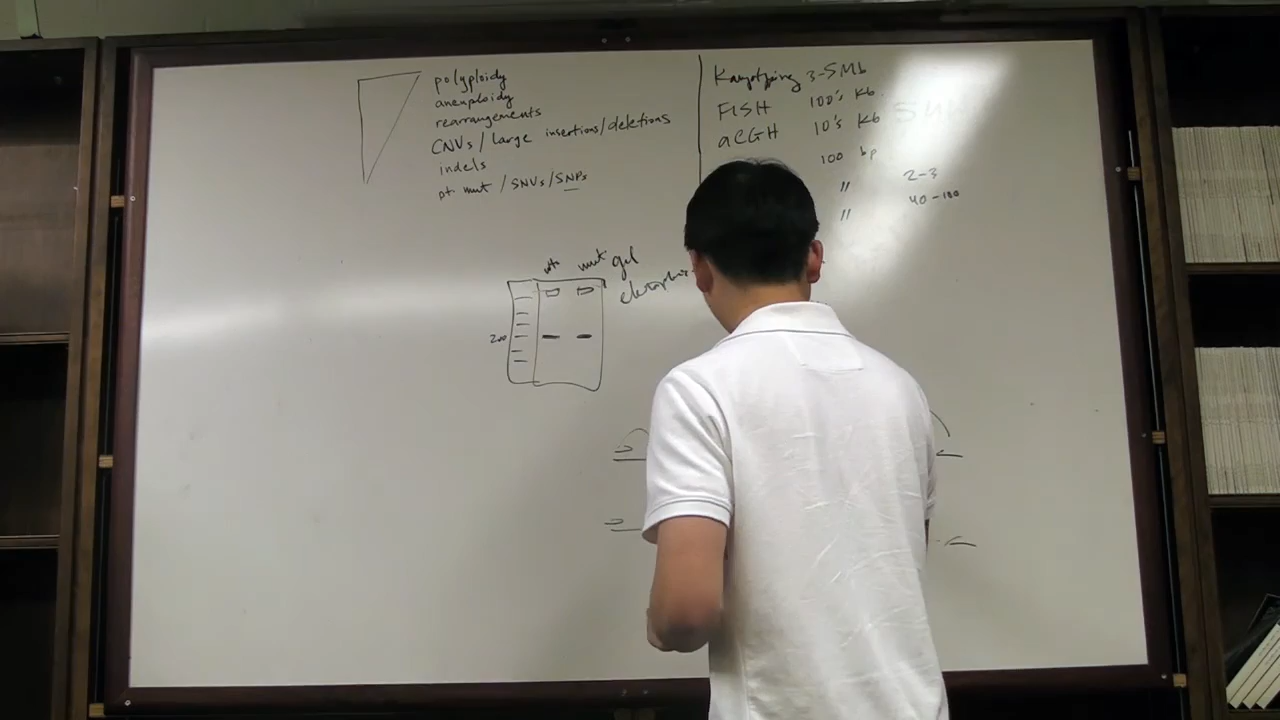 polyploidy
aneuploidy
rearrangements
CNVs / large insertions/deletions
indels
pt. mut / SNVs / SNPs
Karyotyping 3-5Mb
FISH 100's Kb
aCGH 10's Kb
100 bp
" 2-3
" 40-100
wt mut gel
200